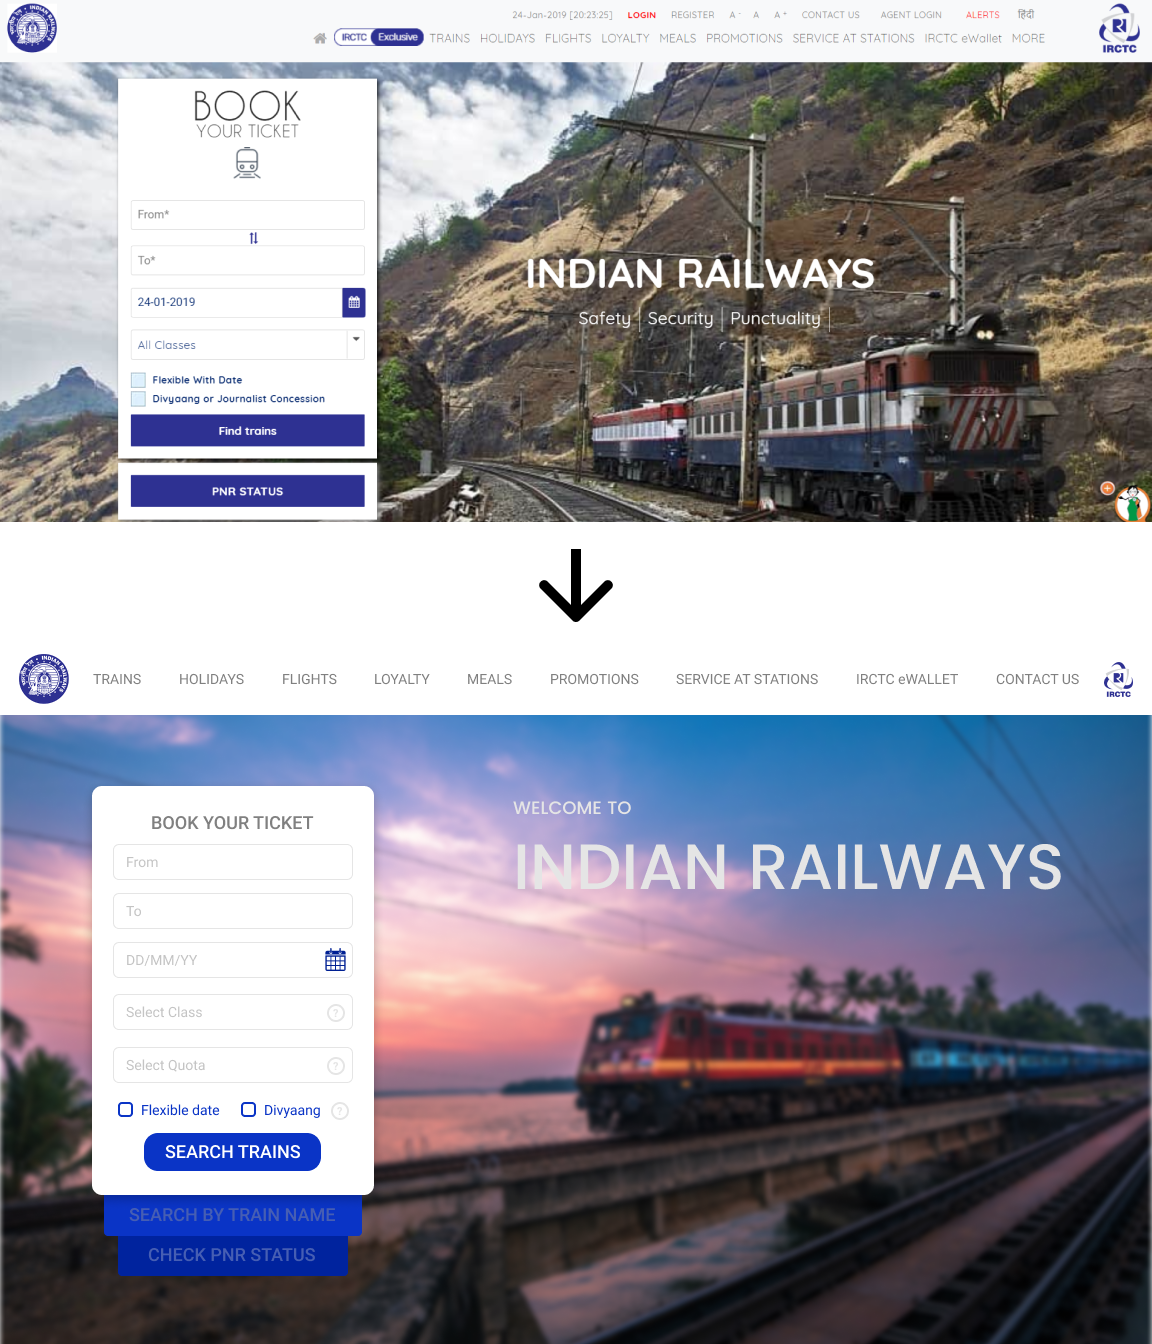 24-Jan-2019 [20:23:25] LOGIN REGISTER A - A A + CONTACT US AGENT LOGIN ALERTS हिंदी
IRCTC Exclusive TRAINS HOLIDAYS FLIGHTS LOYALTY MEALS PROMOTIONS SERVICE AT STATIONS IRCTC eWallet MORE
IRCTC
BOOK
YOUR TICKET
From*
To*
24-01-2019
All Classes
Flexible With Date
Divyaang or Journalist Concession
Find trains
PNR STATUS
INDIAN RAILWAYS
Safety Security Punctuality
INDIAN RAILWAYS
TRAINS HOLIDAYS FLIGHTS LOYALTY MEALS PROMOTIONS SERVICE AT STATIONS IRCTC eWALLET CONTACT US
IRCTC
BOOK YOUR TICKET
From
To
DD/MM/YY
Select Class ?
Select Quota ?
Flexible date Divyaang ?
SEARCH TRAINS
SEARCH BY TRAIN NAME
CHECK PNR STATUS
WELCOME TO
INDIAN RAILWAYS